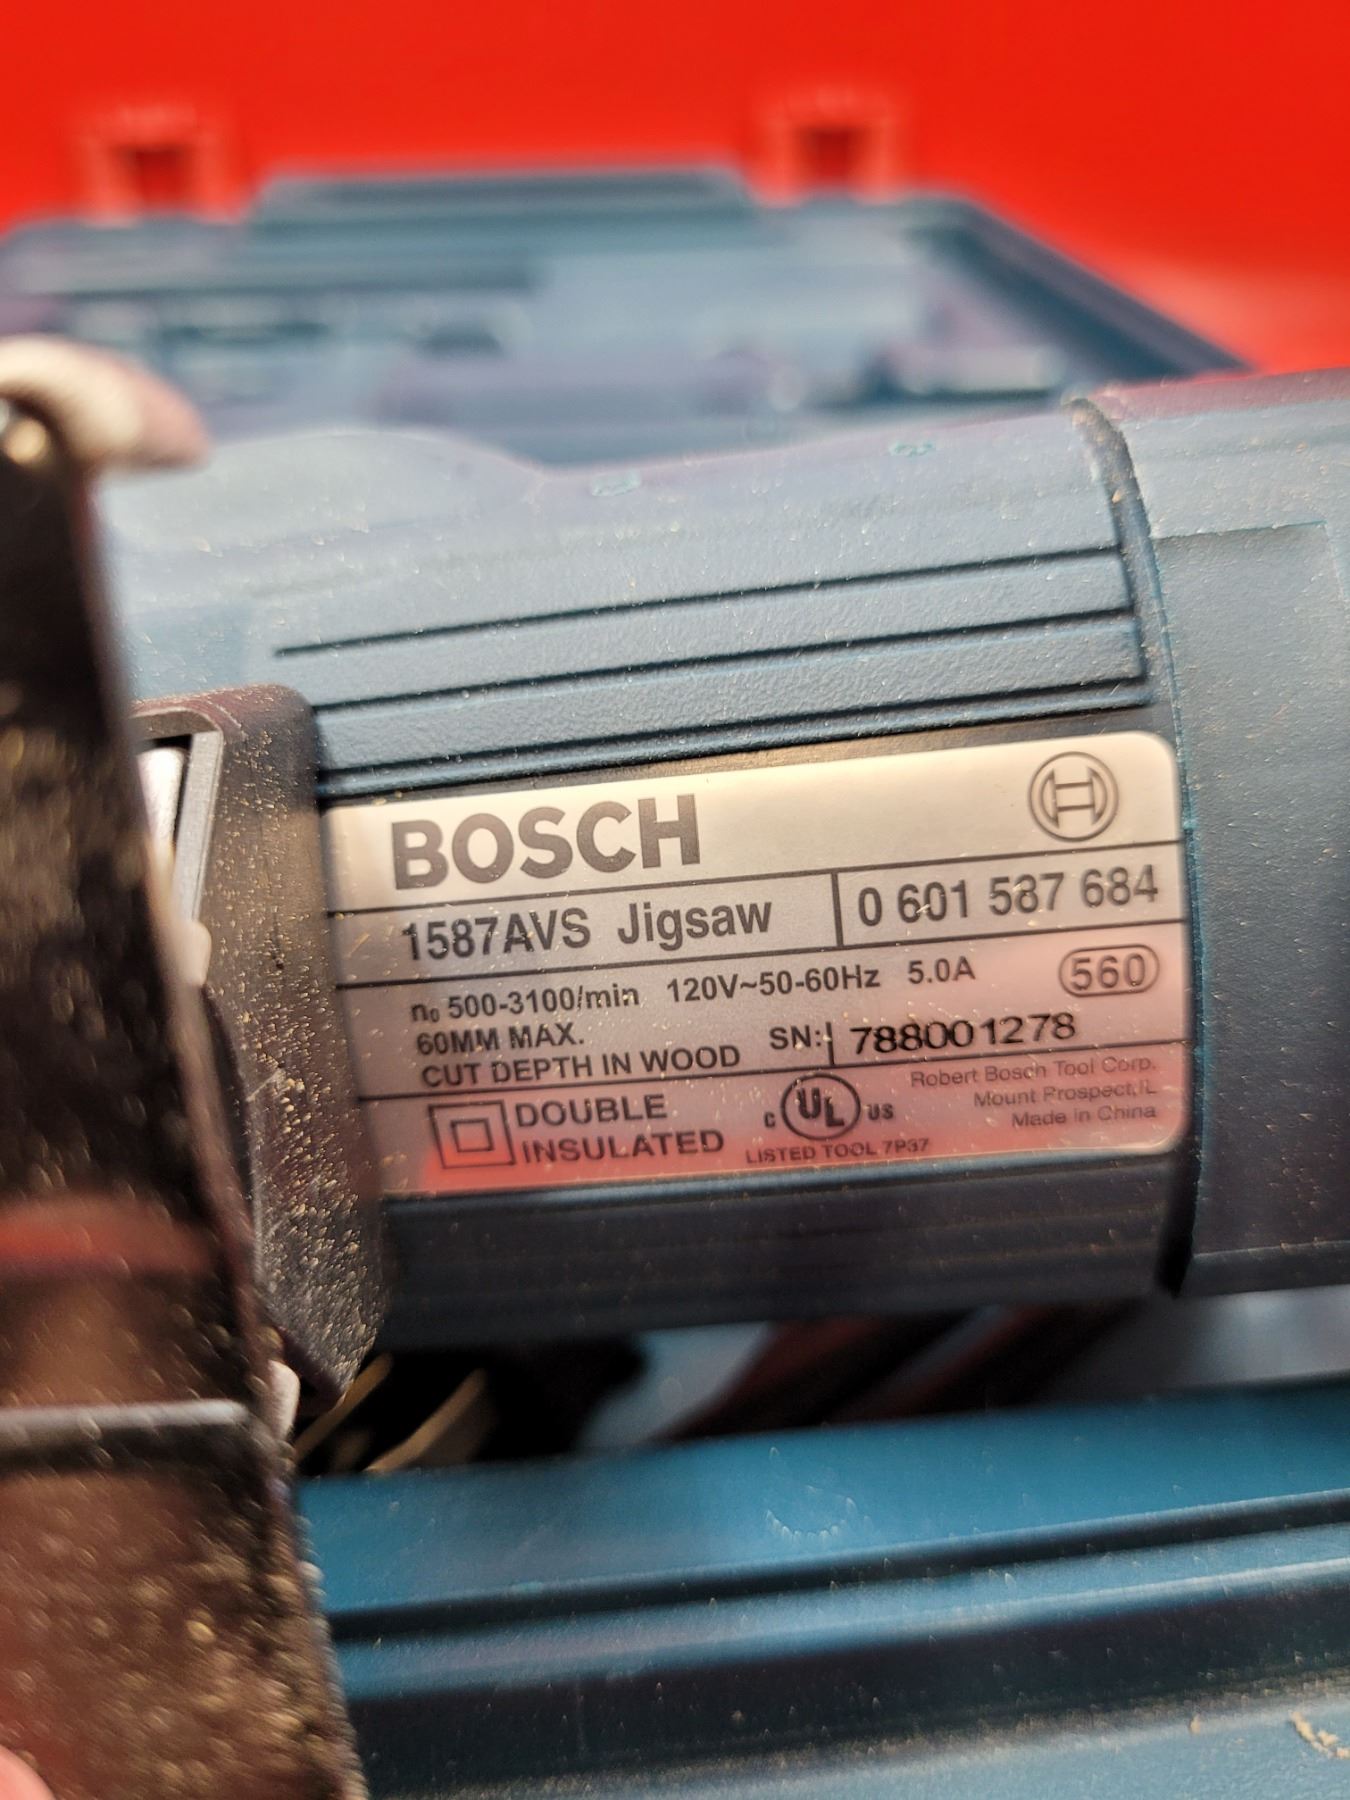 BOSCH
1587AVS Jigsaw
0 601 587 684
n₀ 500-3100/min 120V~50-60Hz 5.0A
560
60MM MAX.
CUT DEPTH IN WOOD
SN: 788001278
DOUBLE
INSULATED
C UL US
LISTED TOOL 7P37
Robert Bosch Tool Corp.
Mount Prospect,IL
Made in China